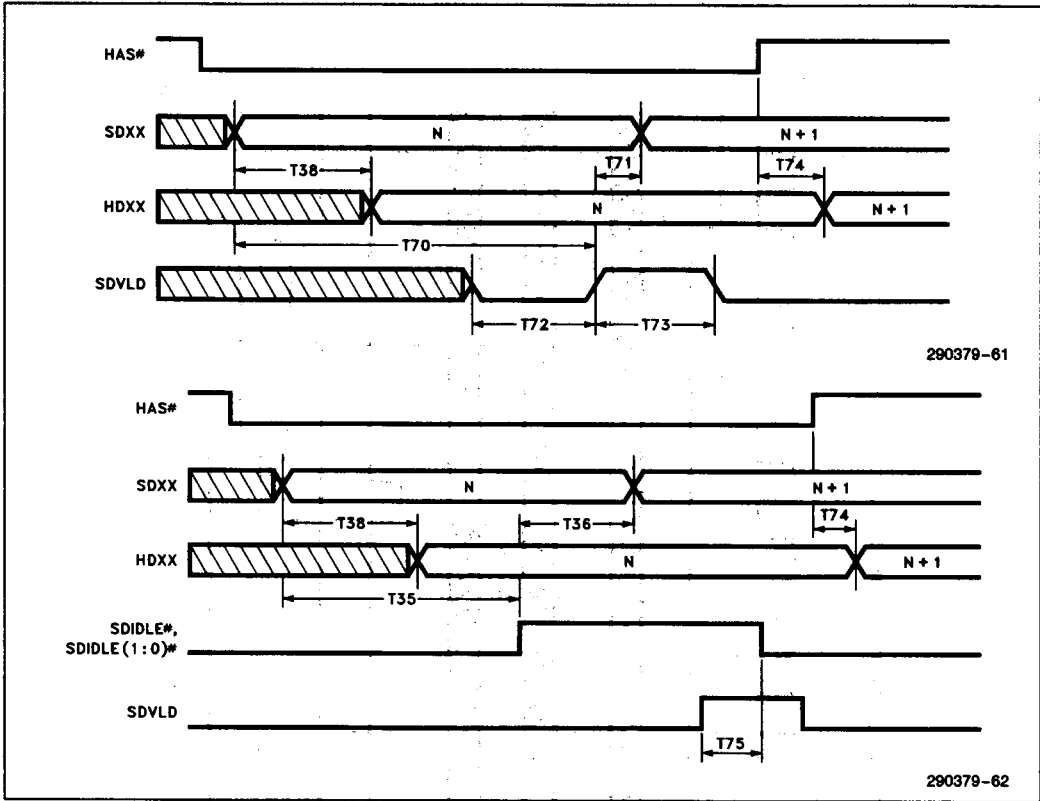 HAS#
SDXX
N
N + 1
T38
T71
T74
HDXX
N
N + 1
T70
SDVLD
T72
T73
290379-61
HAS#
SDXX
N
N + 1
T38
T36
T74
HDXX
N
N + 1
T35
SDIDLE#,
SDIDLE(1:0)#
SDVLD
T75
290379-62